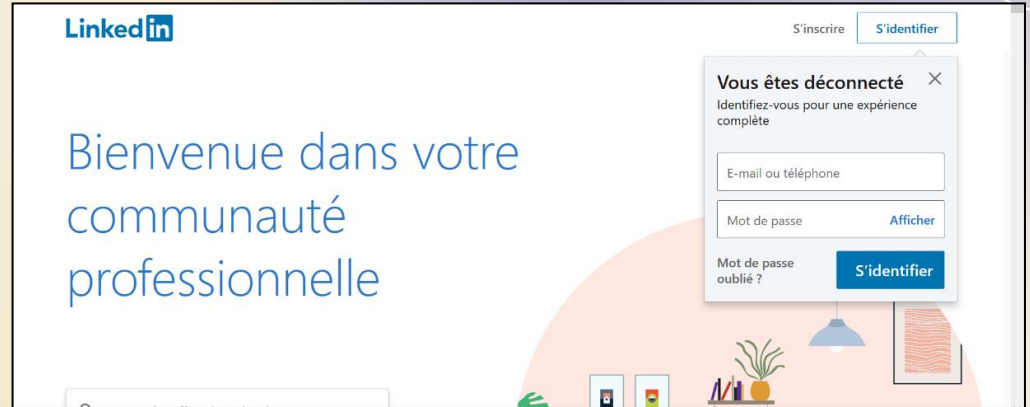 Linked in
S'inscrire
S'identifier
Vous êtes déconnecté
Identifiez-vous pour une expérience
complète
E-mail ou téléphone
Mot de passe
Afficher
Mot de passe
oublié ?
S'identifier
Bienvenue dans votre
communauté
professionnelle